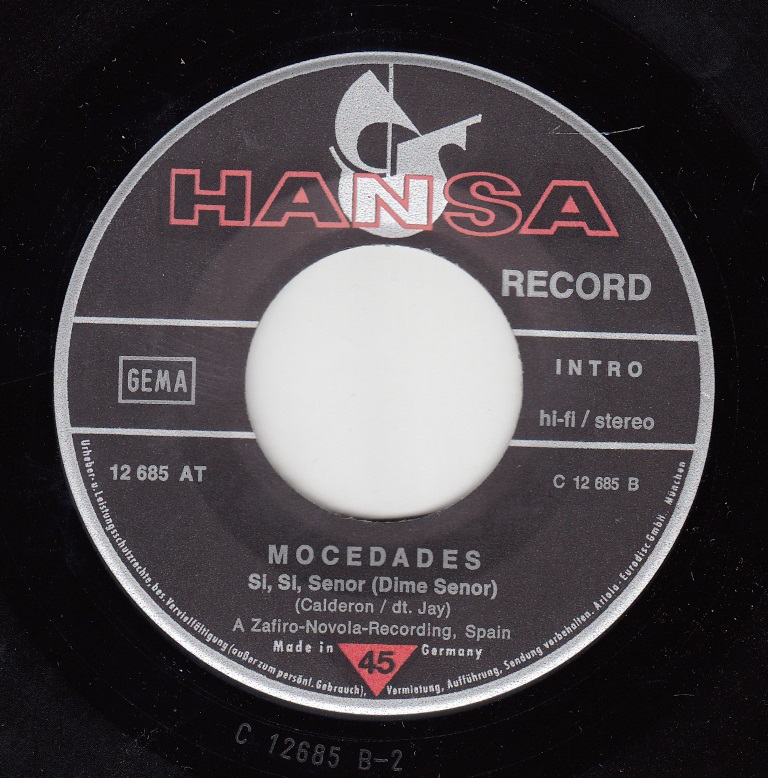 HANSA
RECORD
GEMA
INTRO
hi-fi / stereo
12 685 AT
C 12 685 B
MOCEDADES
Si, Si, Senor (Dime Senor)
(Calderon / dt. Jay)
A Zafiro-Novola-Recording, Spain
Made in 45 Germany
Urheber- u. Leistungsschutzrechte, bes. Vervielfältigung (außer zum persönl. Gebrauch), Vermietung, Aufführung, Sendung vorbehalten. Ariola - Eurodisc GmbH. München
C 12685 B-2